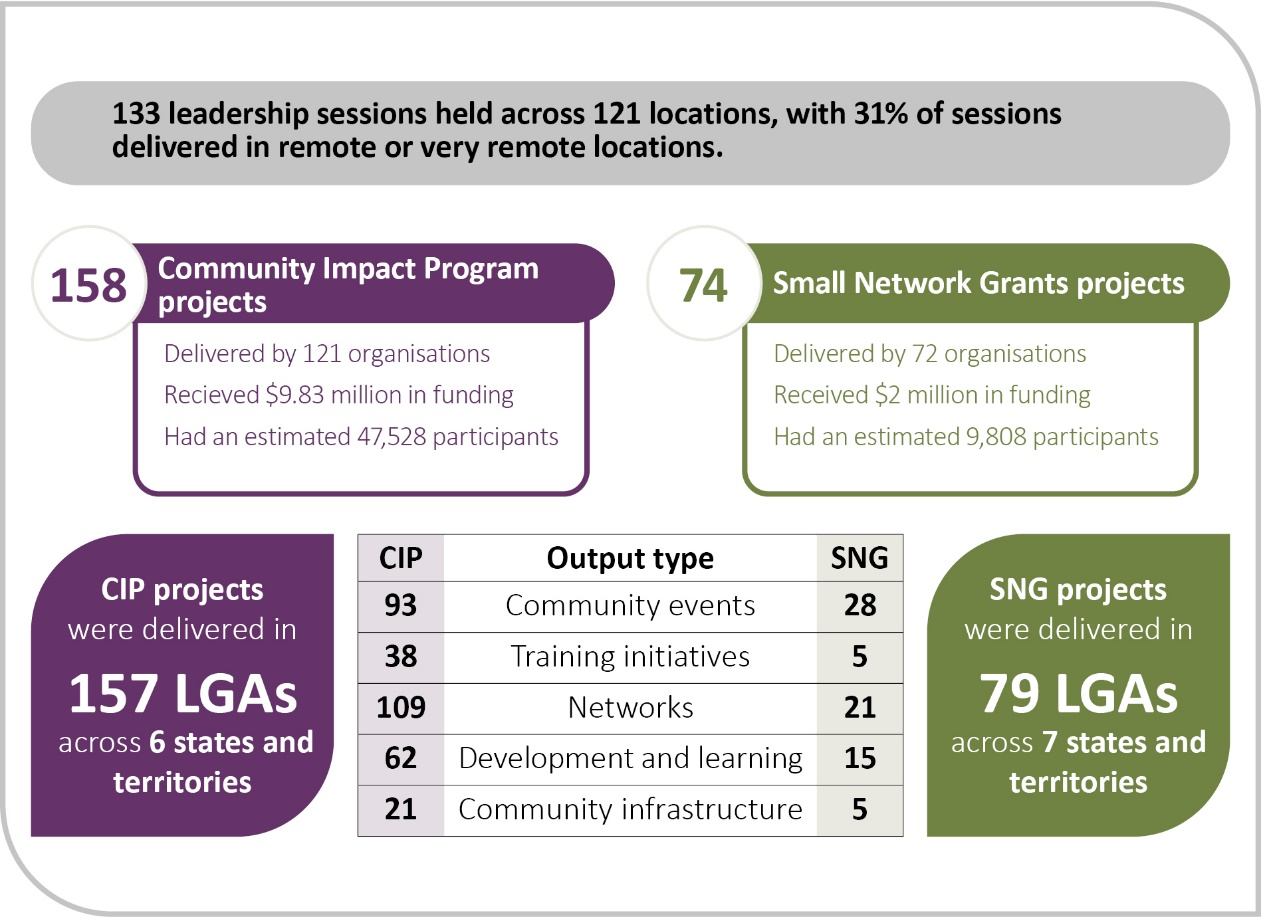 133 leadership sessions held across 121 locations, with 31% of sessions
delivered in remote or very remote locations.
158
Community Impact Program
projects
Delivered by 121 organisations
Recieved $9.83 million in funding
Had an estimated 47,528 participants
74
Small Network Grants projects
Delivered by 72 organisations
Received $2 million in funding
Had an estimated 9,808 participants
CIP projects
were delivered in
157 LGAs
across 6 states and
territories
CIP Output type SNG
93 Community events 28
38 Training initiatives 5
109 Networks 21
62 Development and learning 15
21 Community infrastructure 5
SNG projects
were delivered in
79 LGAs
across 7 states and
territories